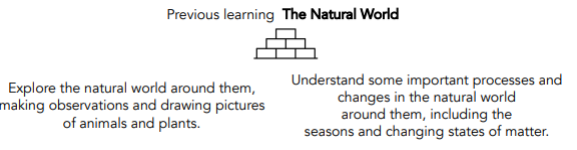 Previous learning The Natural World
Explore the natural world around them,
making observations and drawing pictures
of animals and plants.
Understand some important processes and
changes in the natural world
around them, including the
seasons and changing states of matter.